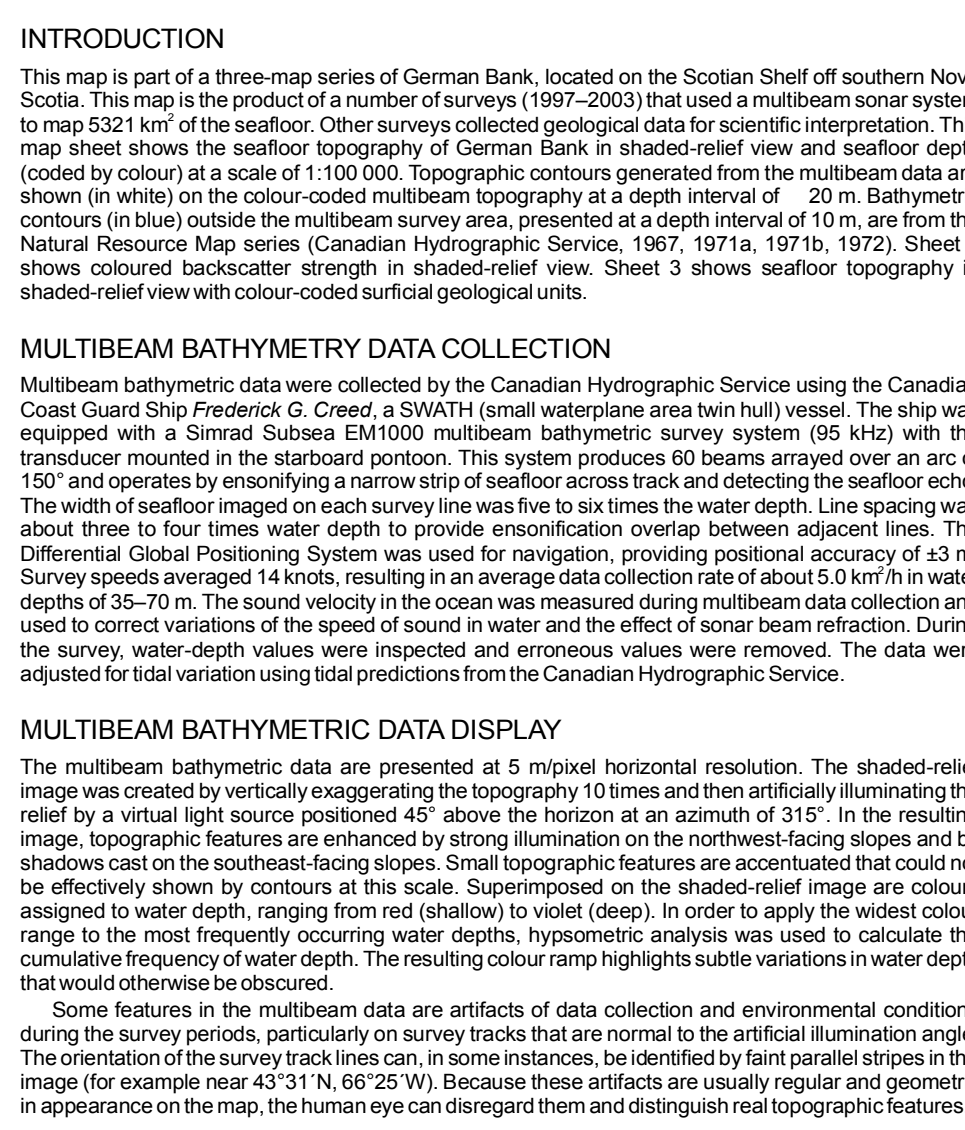 INTRODUCTION
This map is part of a three-map series of German Bank, located on the Scotian Shelf off southern Nov
Scotia. This map is the product of a number of surveys (1997–2003) that used a multibeam sonar system
to map 5321 km² of the seafloor. Other surveys collected geological data for scientific interpretation. Th
map sheet shows the seafloor topography of German Bank in shaded-relief view and seafloor dept
(coded by colour) at a scale of 1:100 000. Topographic contours generated from the multibeam data ar
shown (in white) on the colour-coded multibeam topography at a depth interval of 20 m. Bathymetri
contours (in blue) outside the multibeam survey area, presented at a depth interval of 10 m, are from th
Natural Resource Map series (Canadian Hydrographic Service, 1967, 1971a, 1971b, 1972). Sheet
shows coloured backscatter strength in shaded-relief view. Sheet 3 shows seafloor topography i
shaded-relief view with colour-coded surficial geological units.
MULTIBEAM BATHYMETRY DATA COLLECTION
Multibeam bathymetric data were collected by the Canadian Hydrographic Service using the Canadia
Coast Guard Ship Frederick G. Creed, a SWATH (small waterplane area twin hull) vessel. The ship wa
equipped with a Simrad Subsea EM1000 multibeam bathymetric survey system (95 kHz) with th
transducer mounted in the starboard pontoon. This system produces 60 beams arrayed over an arc o
150° and operates by ensonifying a narrow strip of seafloor across track and detecting the seafloor echo
The width of seafloor imaged on each survey line was five to six times the water depth. Line spacing wa
about three to four times water depth to provide ensonification overlap between adjacent lines. Th
Differential Global Positioning System was used for navigation, providing positional accuracy of ±3 m
Survey speeds averaged 14 knots, resulting in an average data collection rate of about 5.0 km²/h in wate
depths of 35–70 m. The sound velocity in the ocean was measured during multibeam data collection an
used to correct variations of the speed of sound in water and the effect of sonar beam refraction. Durin
the survey, water-depth values were inspected and erroneous values were removed. The data wer
adjusted for tidal variation using tidal predictions from the Canadian Hydrographic Service.
MULTIBEAM BATHYMETRIC DATA DISPLAY
The multibeam bathymetric data are presented at 5 m/pixel horizontal resolution. The shaded-relie
image was created by vertically exaggerating the topography 10 times and then artificially illuminating th
relief by a virtual light source positioned 45° above the horizon at an azimuth of 315°. In the resultin
image, topographic features are enhanced by strong illumination on the northwest-facing slopes and b
shadows cast on the southeast-facing slopes. Small topographic features are accentuated that could no
be effectively shown by contours at this scale. Superimposed on the shaded-relief image are colour
assigned to water depth, ranging from red (shallow) to violet (deep). In order to apply the widest colou
range to the most frequently occurring water depths, hypsometric analysis was used to calculate th
cumulative frequency of water depth. The resulting colour ramp highlights subtle variations in water dept
that would otherwise be obscured.
Some features in the multibeam data are artifacts of data collection and environmental condition
during the survey periods, particularly on survey tracks that are normal to the artificial illumination angle
The orientation of the survey track lines can, in some instances, be identified by faint parallel stripes in th
image (for example near 43°31´N, 66°25´W). Because these artifacts are usually regular and geometri
in appearance on the map, the human eye can disregard them and distinguish real topographic features